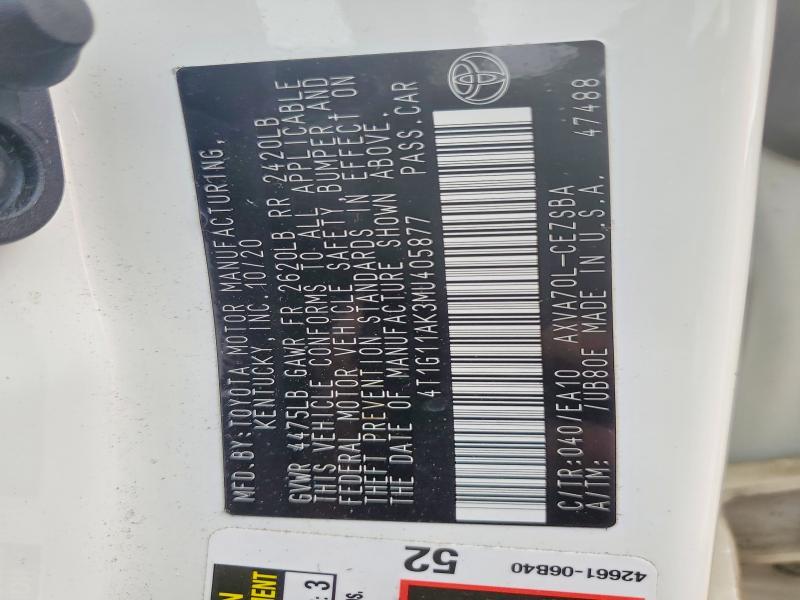 MFD.BY:TOYOTA MOTOR MANUFACTURING,
KENTUCKY, INC. 10/20
GVWR 4475LB GAWR FR 2620LB RR 2420LB
THIS VEHICLE CONFORMS TO ALL APPLICABLE
FEDERAL MOTOR VEHICLE SAFETY, BUMPER AND
THEFT PREVENTION STANDARDS IN EFFECT ON
THE DATE OF MANUFACTURE SHOWN ABOVE.
4T1G11AK3MU405877 PASS.CAR
C/TR:040/EA10 AXVA70L-CEZSBA
A/TM: /UB80E MADE IN U.S.A. 47488
52
42661-06B40